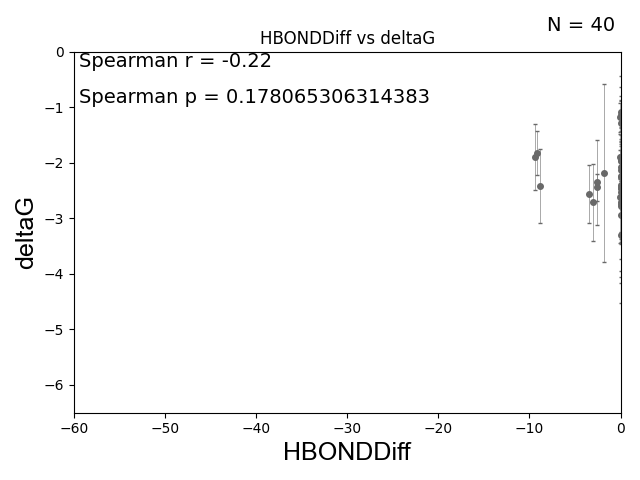 N = 40
HBONDDiff vs deltaG
Spearman r = -0.22
Spearman p = 0.178065306314383
0
−1
−2
−3
−4
−5
−6
deltaG
−60
−50
−40
−30
−20
−10
0
HBONDDiff